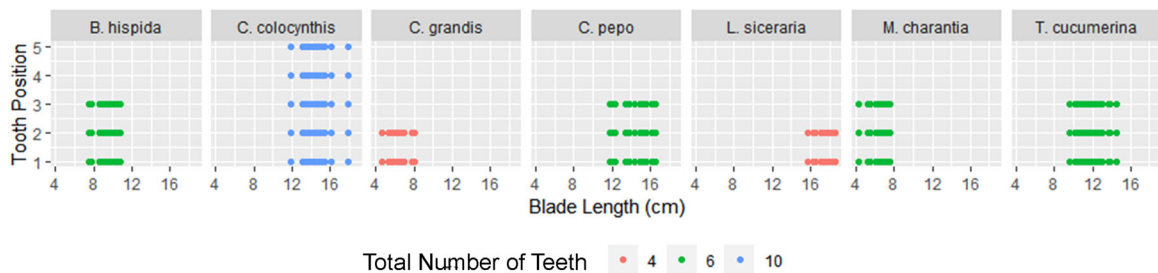 B. hispida C. colocynthis C. grandis C. pepo L. siceraria M. charantia T. cucumerina
Tooth Position
5
4
3
2
1
4 8 12 16 4 8 12 16 4 8 12 16 4 8 12 16 4 8 12 16 4 8 12 16 4 8 12 16
Blade Length (cm)
Total Number of Teeth 4 6 10